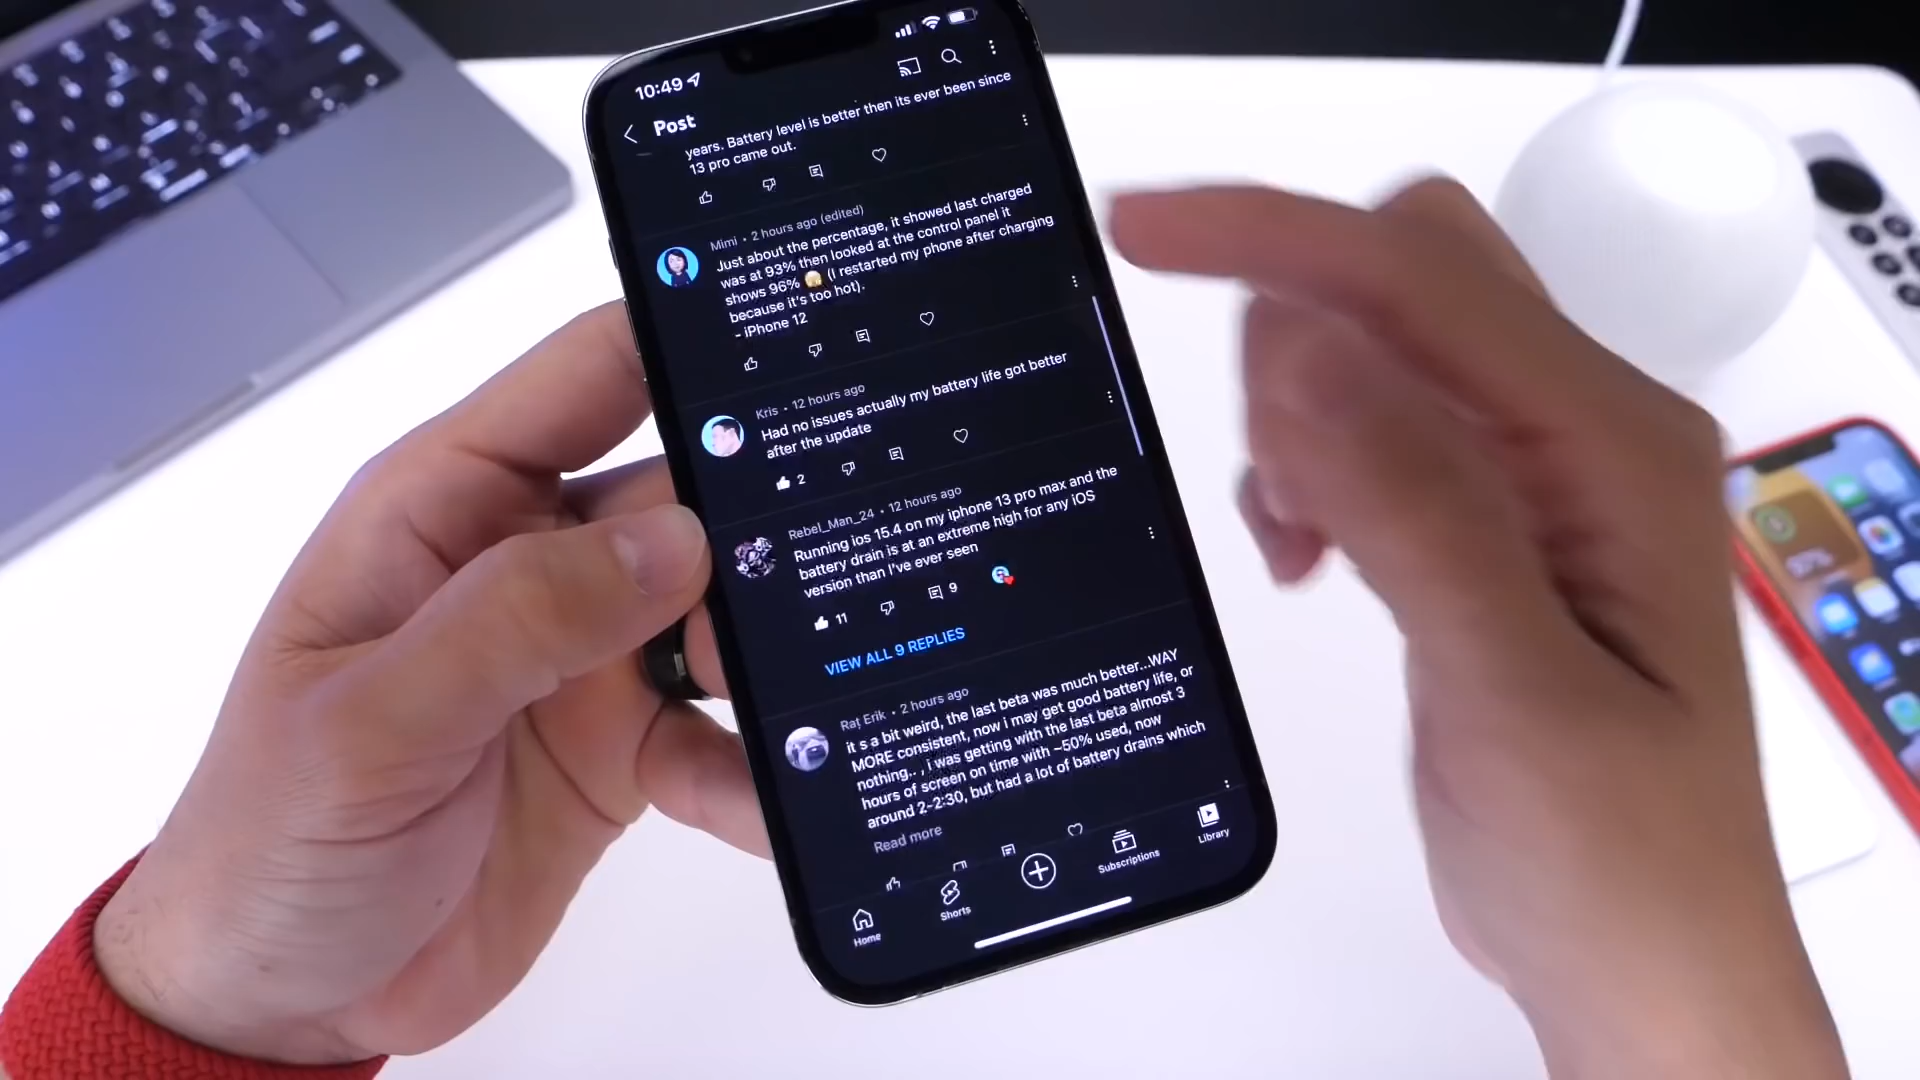 10:49
Post
years. Battery level is better then its ever been since
13 pro came out.
Mimi • 2 hours ago (edited)
Just about the percentage, it showed last charged
was at 93% then looked at the control panel it
shows 96% 😱 (I restarted my phone after charging
because it's too hot).
- iPhone 12
Kris • 12 hours ago
Had no issues actually my battery life got better
after the update
2
Rebel_Man_24 • 12 hours ago
Running ios 15.4 on my iphone 13 pro max and the
battery drain is at an extreme high for any iOS
version than I've ever seen
11
9
VIEW ALL 9 REPLIES
Raț Erik • 2 hours ago
it s a bit weird, the last beta was much better...WAY
MORE consistent, now i may get good battery life, or
nothing.. , i was getting with the last beta almost 3
hours of screen on time with ~50% used, now
around 2-2:30, but had a lot of battery drains which
Read more
Home
Shorts
Subscriptions
Library